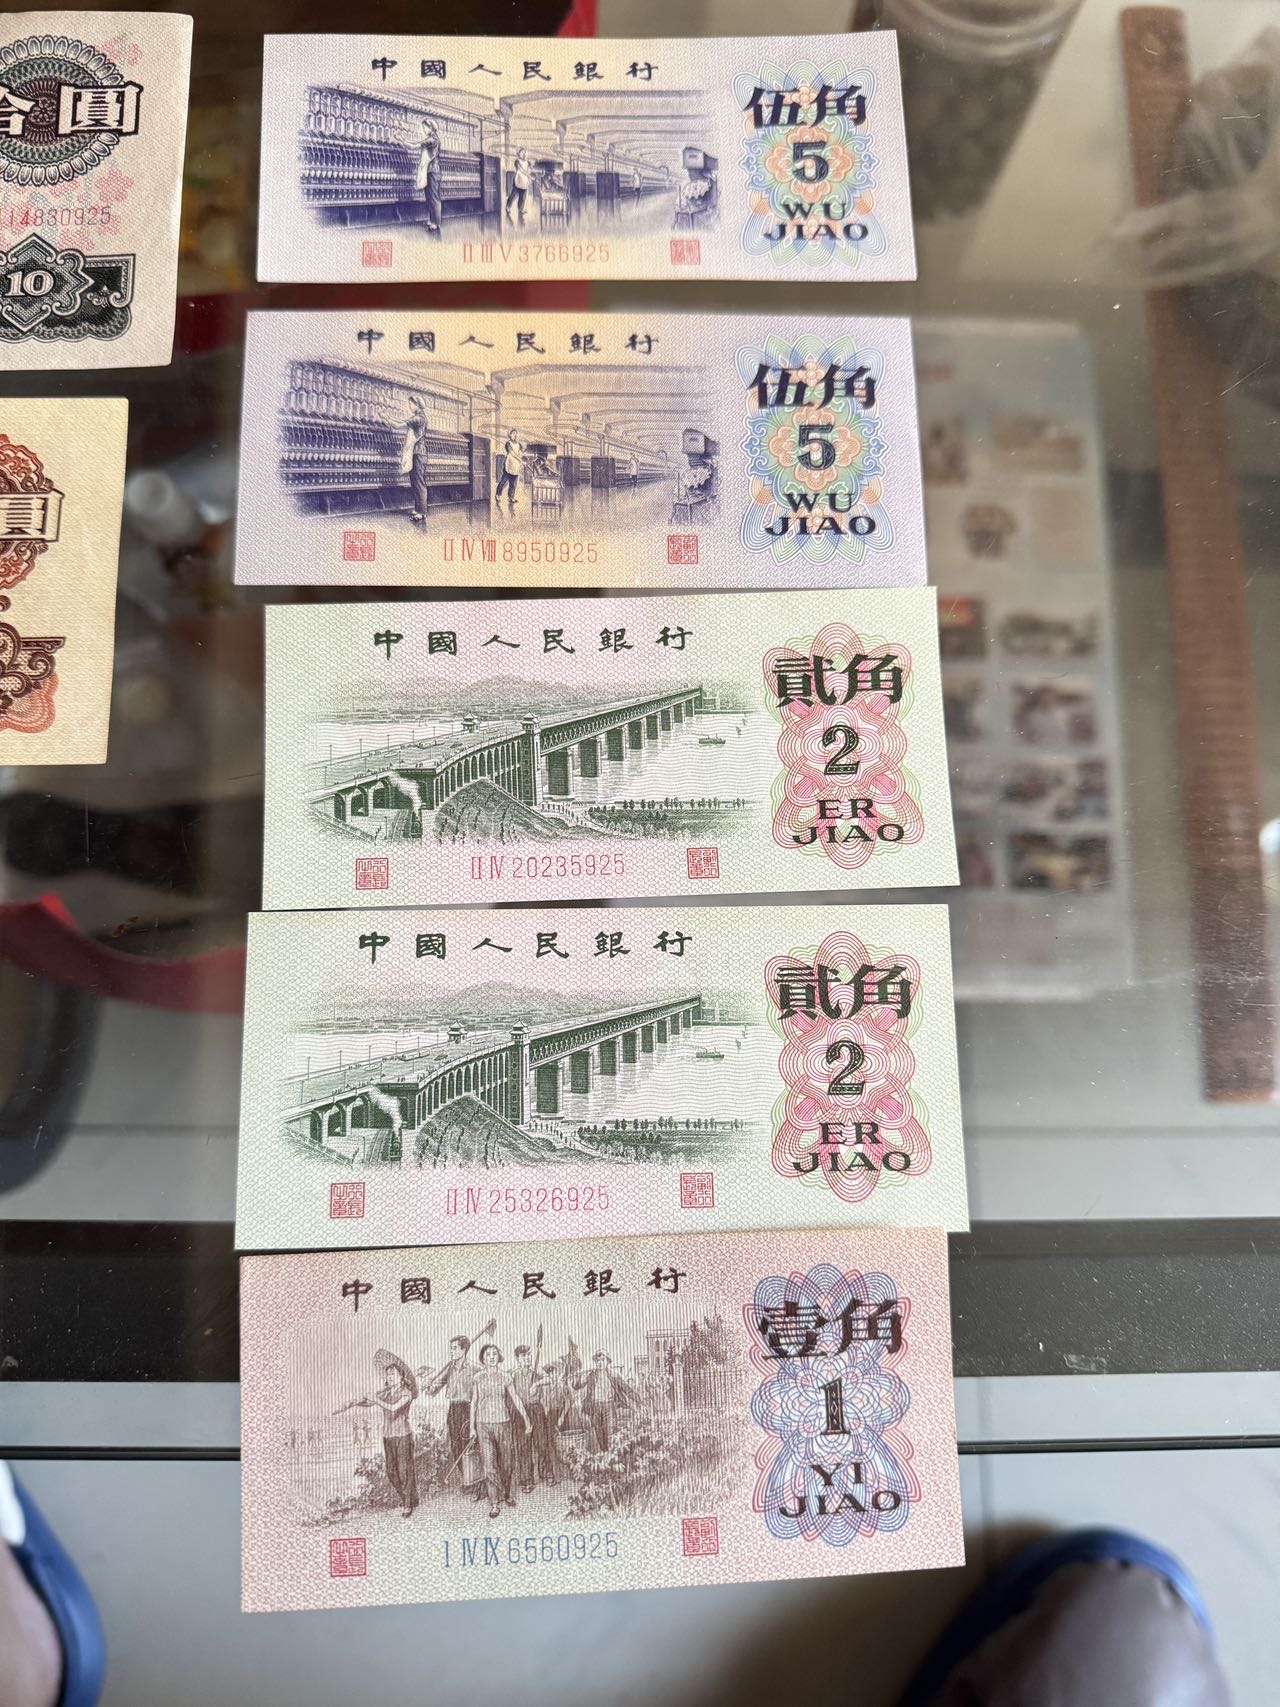 拾圓
14830925
10
圓
中國人民銀行
伍角
5
WU
JIAO
II III V 3766925
中國人民銀行
伍角
5
WU
JIAO
II IV VIII 8950925
中國人民銀行
貳角
2
ER
JIAO
II IV 20235925
中國人民銀行
貳角
2
ER
JIAO
II IV 25326925
中國人民銀行
壹角
1
YI
JIAO
I IV IX 6560925